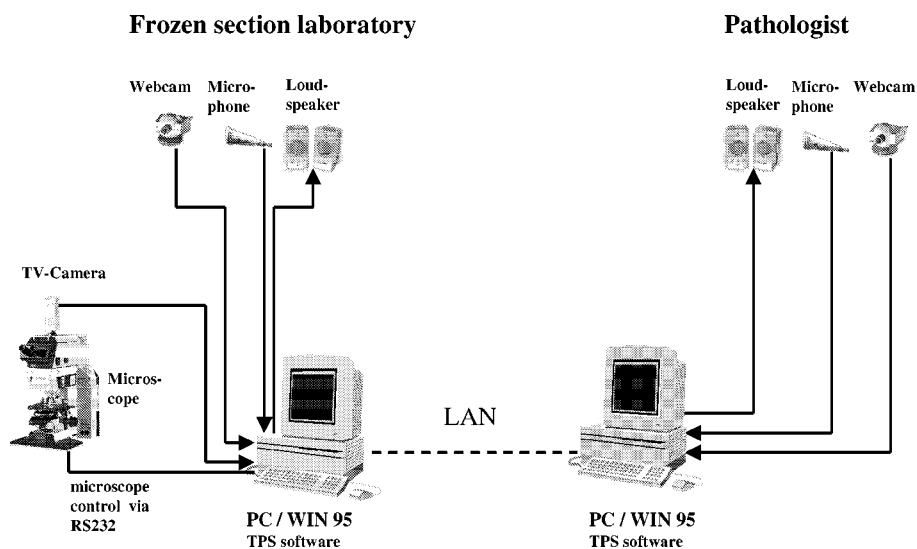 Frozen section laboratory
Pathologist
Webcam
Micro-
phone
Loud-
speaker
Loud-
speaker
Micro-
phone
Webcam
TV-Camera
Micros-
cope
LAN
microscope
control via
RS232
PC / WIN 95
TPS software
PC / WIN 95
TPS software